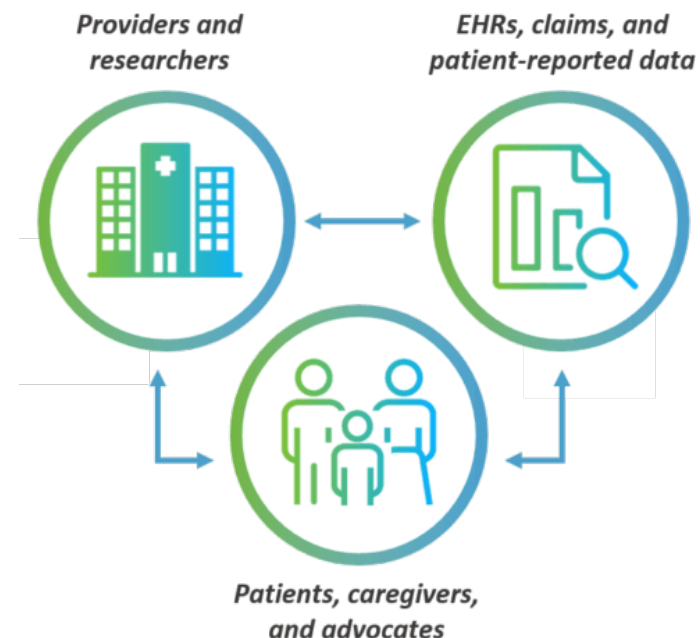 Providers and
researchers
EHRs, claims, and
patient-reported data
Patients, caregivers,
and advocates